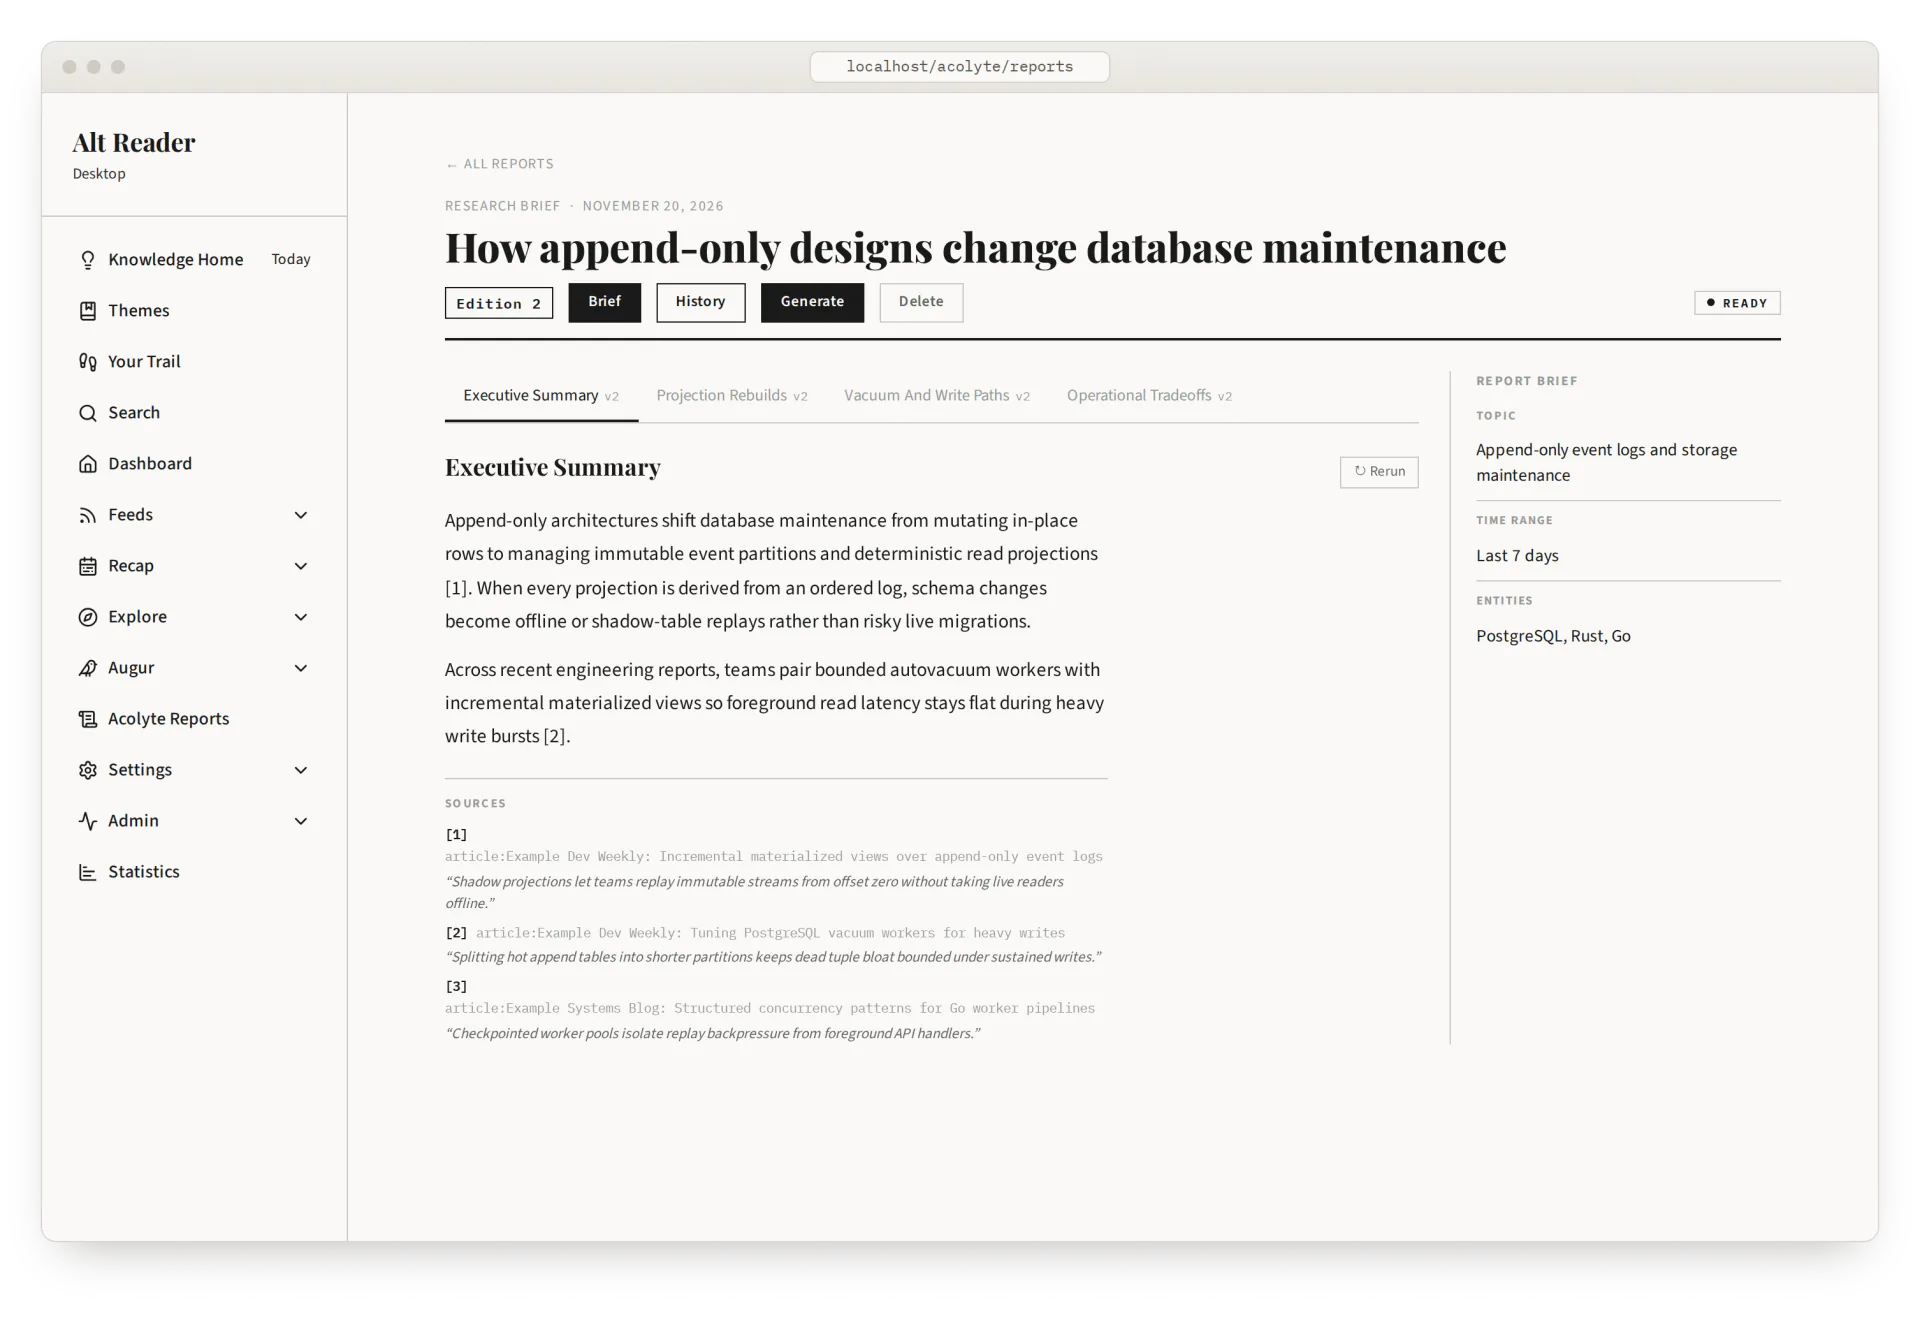 localhost/acolyte/reports
Alt Reader
Desktop
Knowledge Home Today
Themes
Your Trail
Search
Dashboard
Feeds
Recap
Explore
Augur
Acolyte Reports
Settings
Admin
Statistics
← ALL REPORTS
RESEARCH BRIEF · NOVEMBER 20, 2026
How append-only designs change database maintenance
Edition 2 Brief History Generate Delete
● READY
Executive Summary v2 Projection Rebuilds v2 Vacuum And Write Paths v2 Operational Tradeoffs v2
Executive Summary
↻ Rerun
Append-only architectures shift database maintenance from mutating in-place
rows to managing immutable event partitions and deterministic read projections
[1]. When every projection is derived from an ordered log, schema changes
become offline or shadow-table replays rather than risky live migrations.
Across recent engineering reports, teams pair bounded autovacuum workers with
incremental materialized views so foreground read latency stays flat during heavy
write bursts [2].
SOURCES
[1]
article:Example Dev Weekly: Incremental materialized views over append-only event logs
“Shadow projections let teams replay immutable streams from offset zero without taking live readers
offline.”
[2] article:Example Dev Weekly: Tuning PostgreSQL vacuum workers for heavy writes
“Splitting hot append tables into shorter partitions keeps dead tuple bloat bounded under sustained writes.”
[3]
article:Example Systems Blog: Structured concurrency patterns for Go worker pipelines
“Checkpointed worker pools isolate replay backpressure from foreground API handlers.”
REPORT BRIEF
TOPIC
Append-only event logs and storage
maintenance
TIME RANGE
Last 7 days
ENTITIES
PostgreSQL, Rust, Go